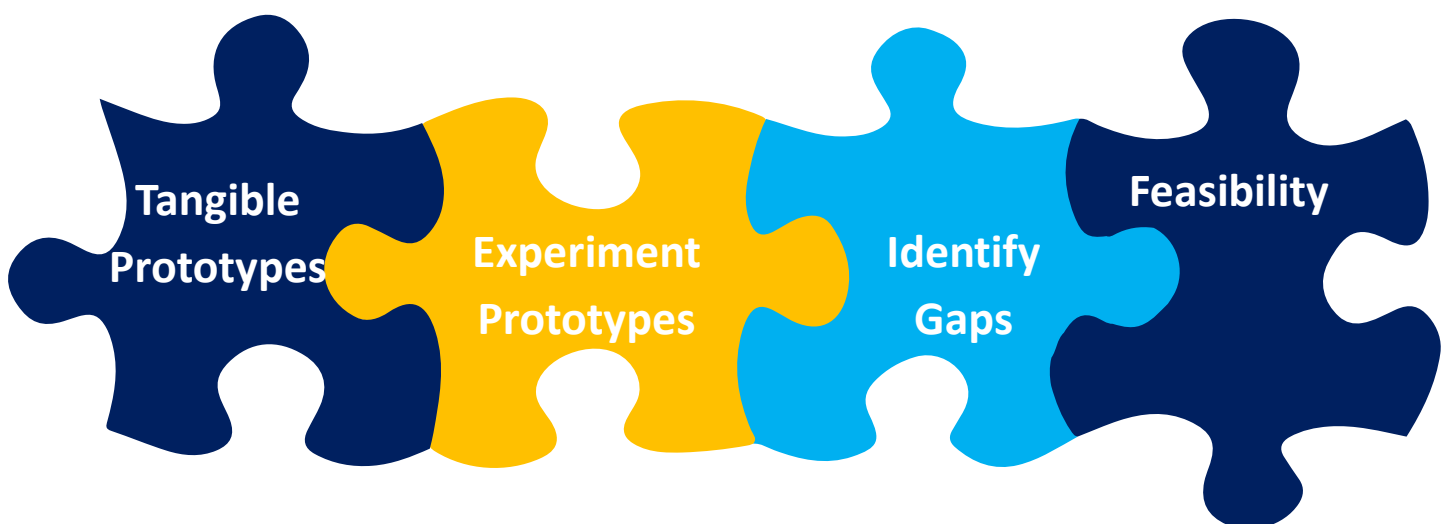 Tangible
Prototypes
Experiment
Prototypes
Identify
Gaps
Feasibility